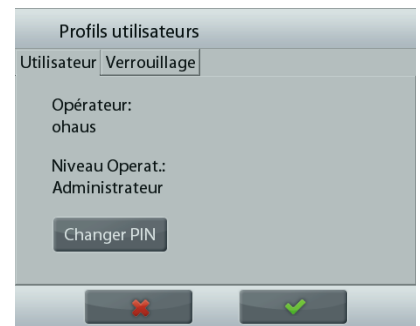 Profils utilisateurs
Utilisateur Verrouillage
Opérateur:
ohaus
Niveau Operat.:
Administrateur
Changer PIN